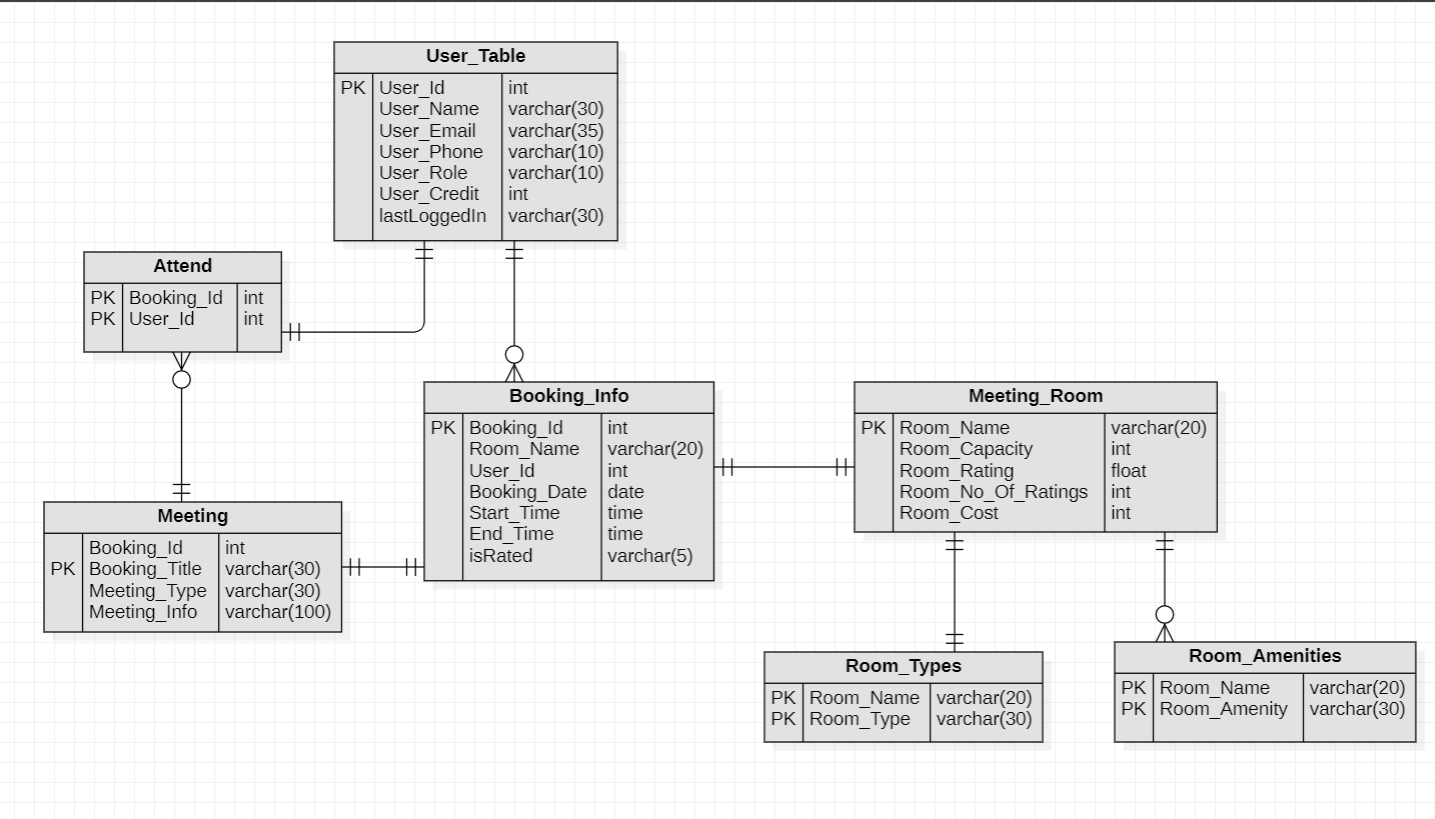 User_Table
PK User_Id int
User_Name varchar(30)
User_Email varchar(35)
User_Phone varchar(10)
User_Role varchar(10)
User_Credit int
lastLoggedIn varchar(30)
Attend
PK Booking_Id int
PK User_Id int
Booking_Info
PK Booking_Id int
Room_Name varchar(20)
User_Id int
Booking_Date date
Start_Time time
End_Time time
isRated varchar(5)
Meeting_Room
PK Room_Name varchar(20)
Room_Capacity int
Room_Rating float
Room_No_Of_Ratings int
Room_Cost int
Meeting
Booking_Id int
PK Booking_Title varchar(30)
Meeting_Type varchar(30)
Meeting_Info varchar(100)
Room_Types
PK Room_Name varchar(20)
PK Room_Type varchar(30)
Room_Amenities
PK Room_Name varchar(20)
PK Room_Amenity varchar(30)